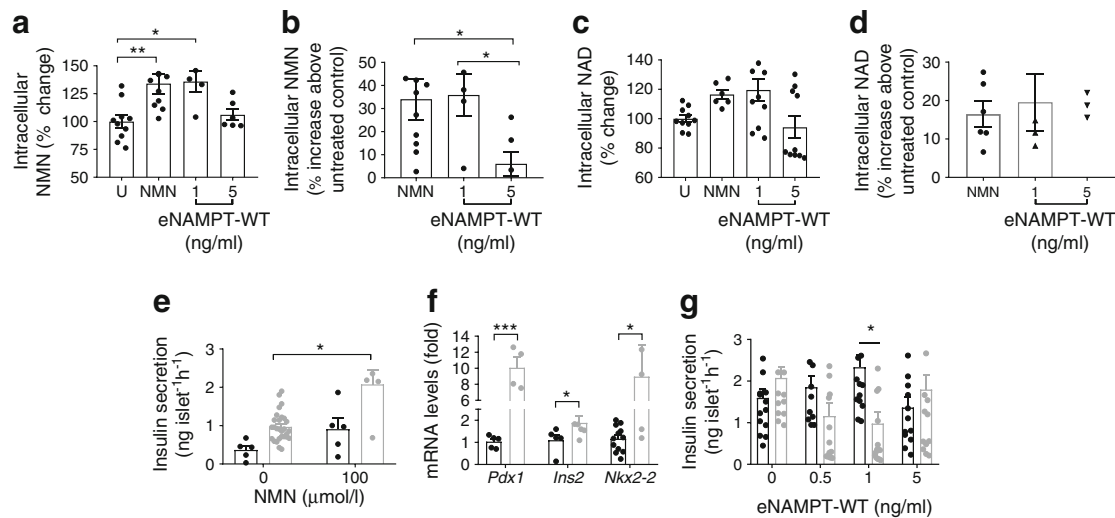 a
Intracellular
NMN (% change)
150
125
100
75
50
**
*
U
NMN
1
5
eNAMPT-WT
(ng/ml)
b
Intracellular NMN
(% increase above
untreated control)
50
40
30
20
10
0
*
*
NMN
1
5
eNAMPT-WT
(ng/ml)
c
Intracellular NAD
(% change)
140
120
100
80
60
U
NMN
1
5
eNAMPT-WT
(ng/ml)
d
Intracellular NAD
(% increase above
untreated control)
40
30
20
10
0
NMN
1
5
eNAMPT-WT
(ng/ml)
e
Insulin secretion
(ng islet⁻¹h⁻¹)
3
2
1
0
*
0
100
NMN (μmol/l)
f
mRNA levels (fold)
14
12
10
8
6
4
2
1
0
***
*
*
Pdx1
Ins2
Nkx2-2
g
Insulin secretion
(ng islet⁻¹h⁻¹)
3
2
1
0
*
0
0.5
1
5
eNAMPT-WT (ng/ml)